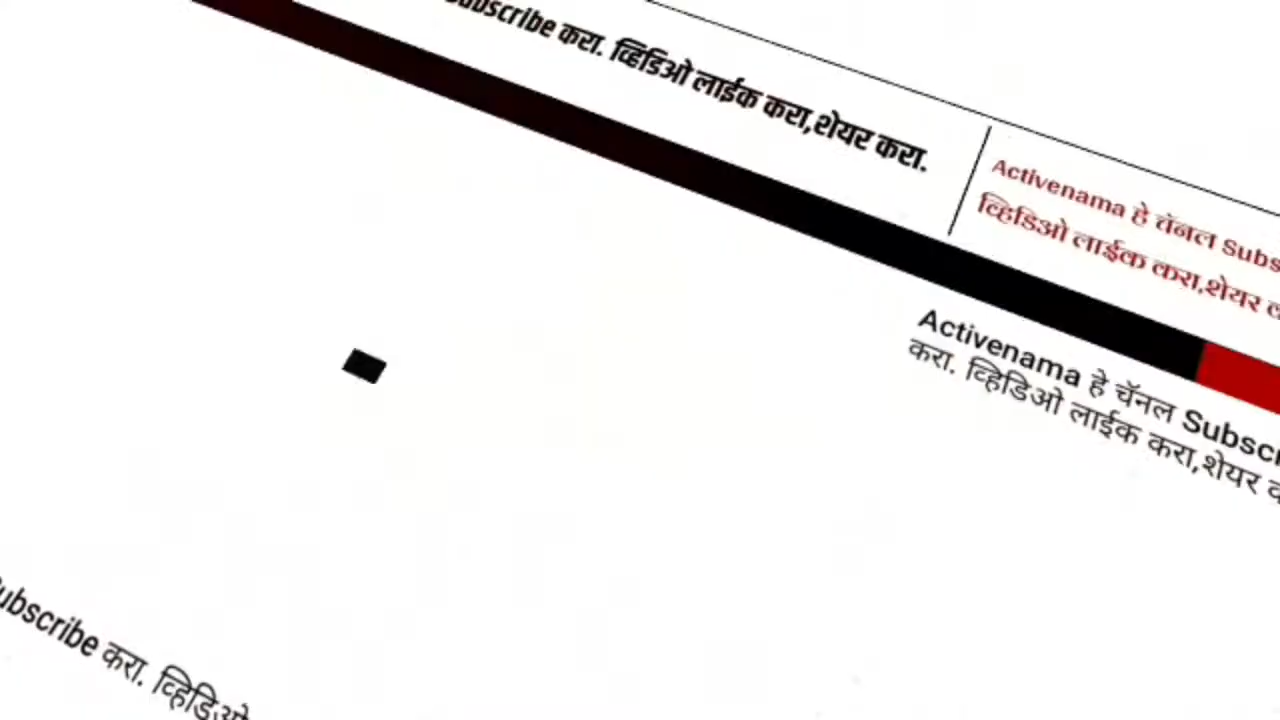 Subscribe करा. व्हिडिओ लाईक करा,शेयर करा.
Activenama हे चॅनल
व्हिडिओ लाईक करा,शेयर
Activenama हे चॅनल
करा. व्हिडिओ लाईक करा,शेयर
Subscribe करा. व्हिडिओ